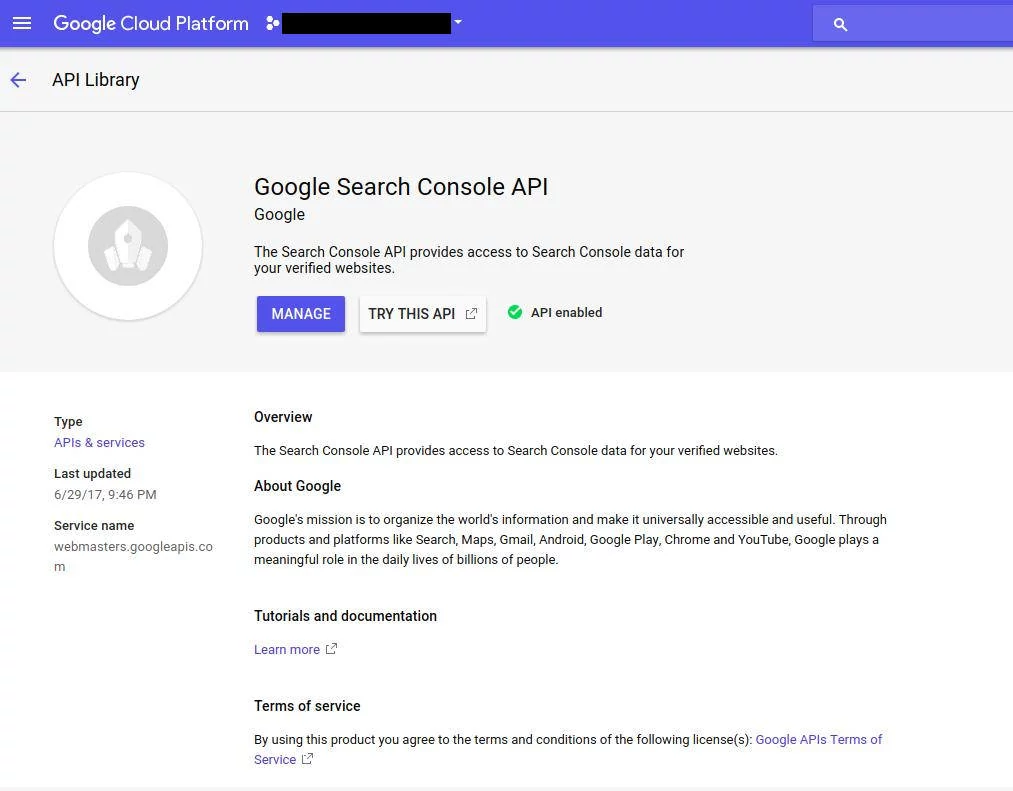 Google Cloud Platform
API Library
Google Search Console API
Google
The Search Console API provides access to Search Console data for
your verified websites.
MANAGE
TRY THIS API
API enabled
Type
APIs & services
Last updated
6/29/17, 9:46 PM
Service name
webmasters.googleapis.co
m
Overview
The Search Console API provides access to Search Console data for your verified websites.
About Google
Google's mission is to organize the world's information and make it universally accessible and useful. Through
products and platforms like Search, Maps, Gmail, Android, Google Play, Chrome and YouTube, Google plays a
meaningful role in the daily lives of billions of people.
Tutorials and documentation
Learn more
Terms of service
By using this product you agree to the terms and conditions of the following license(s): Google APIs Terms of
Service